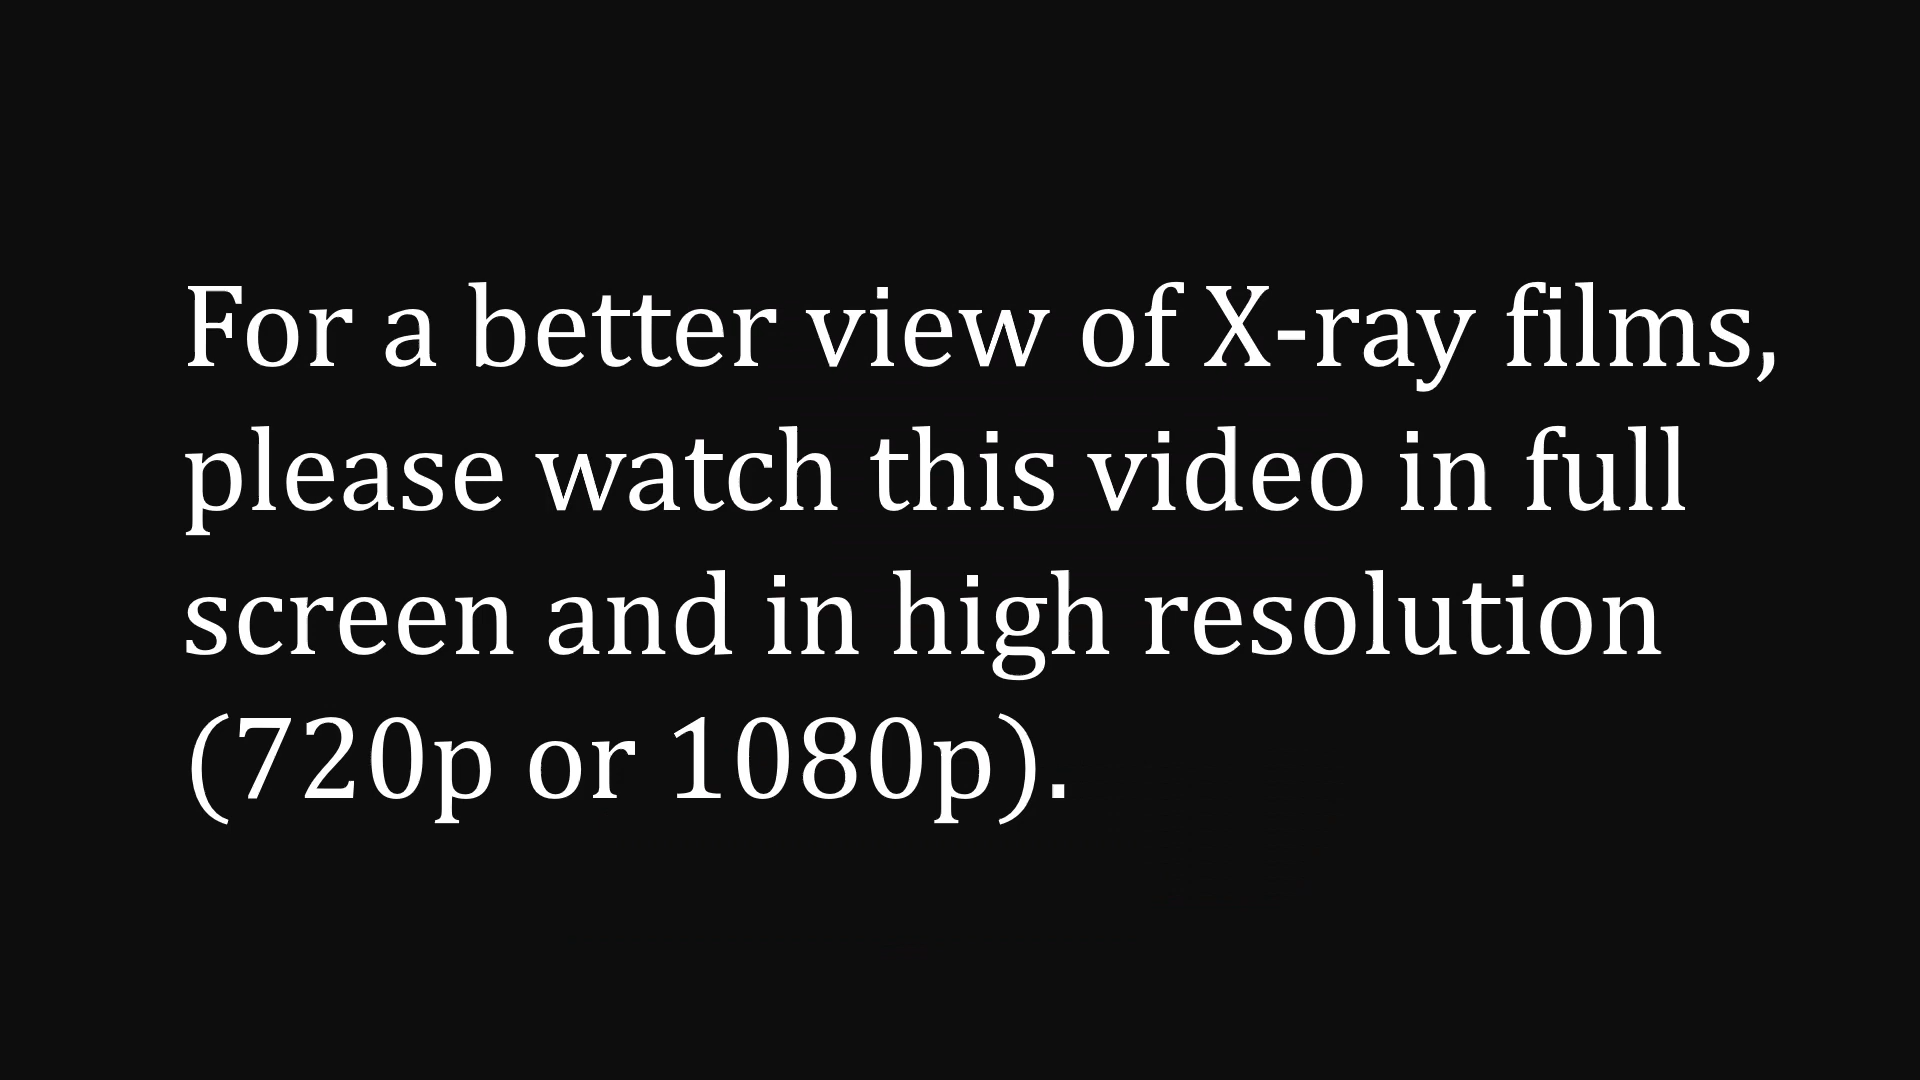 For a better view of X-ray films,
please watch this video in full
screen and in high resolution
(720p or 1080p).